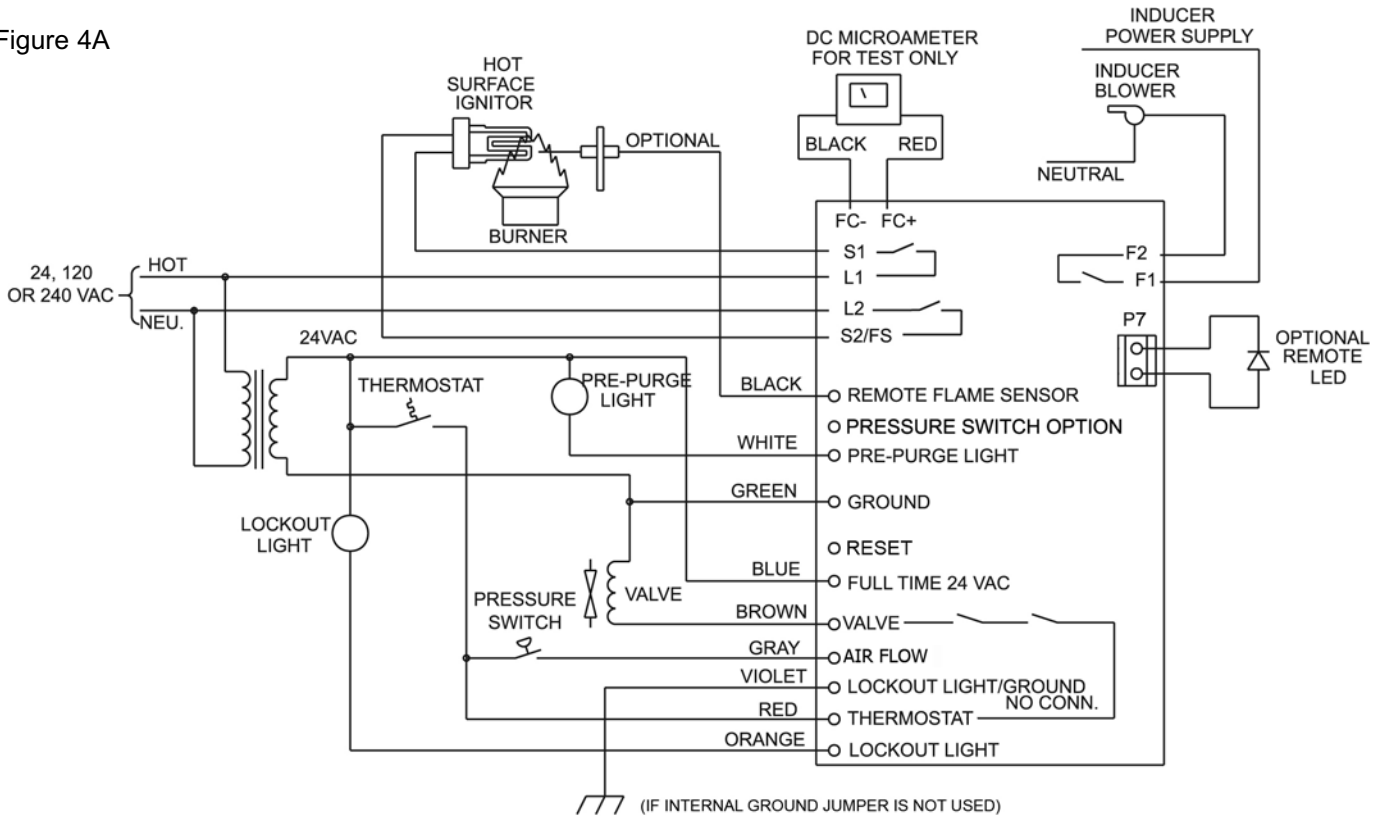 Figure 4A
INDUCER
POWER SUPPLY
DC MICROAMETER
FOR TEST ONLY
HOT
SURFACE
IGNITOR
INDUCER
BLOWER
OPTIONAL
BLACK
RED
NEUTRAL
BURNER
FC-
FC+
S1
L1
L2
S2/FS
F2
F1
P7
24, 120
OR 240 VAC
HOT
NEU.
24VAC
OPTIONAL
REMOTE
LED
THERMOSTAT
PRE-PURGE
LIGHT
BLACK
REMOTE FLAME SENSOR
PRESSURE SWITCH OPTION
WHITE
PRE-PURGE LIGHT
GREEN
GROUND
LOCKOUT
LIGHT
RESET
BLUE
FULL TIME 24 VAC
PRESSURE
SWITCH
VALVE
BROWN
VALVE
GRAY
AIR FLOW
VIOLET
LOCKOUT LIGHT/GROUND
NO CONN.
RED
THERMOSTAT
ORANGE
LOCKOUT LIGHT
(IF INTERNAL GROUND JUMPER IS NOT USED)